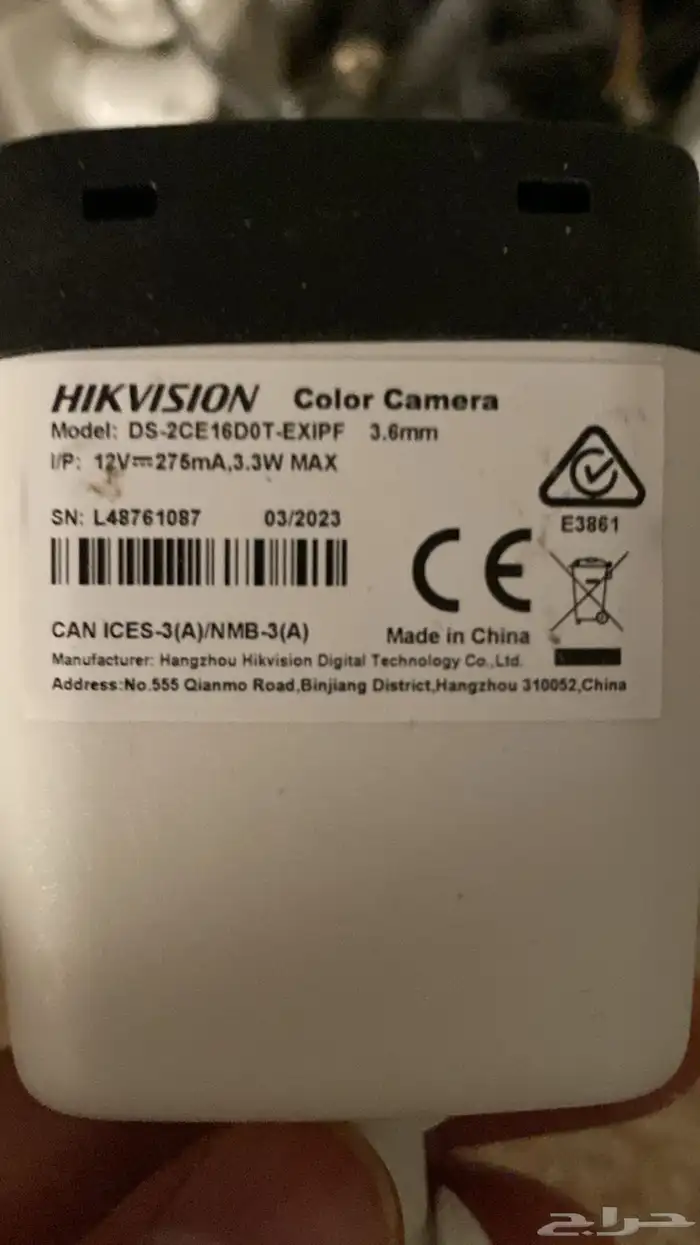 HIKVISION Color Camera
Model: DS-2CE16D0T-EXIPF 3.6mm
I/P: 12V⎓275mA,3.3W MAX
SN: L48761087 03/2023
E3861
CE
CAN ICES-3(A)/NMB-3(A)
Made in China
Manufacturer: Hangzhou Hikvision Digital Technology Co.,Ltd.
Address:No.555 Qianmo Road,Binjiang District,Hangzhou 310052,China
حراج